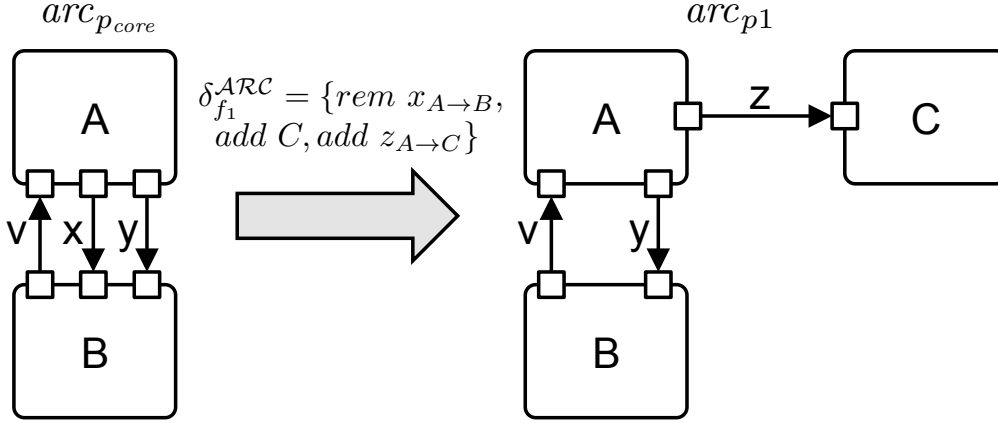 arc_{p_{core}}
arc_{p1}
δ_{f_1}^{𝒜ℛ𝒞} = {rem x_{A→B},
add C, add z_{A→C}}
A
A
z
C
v
x
y
v
y
B
B